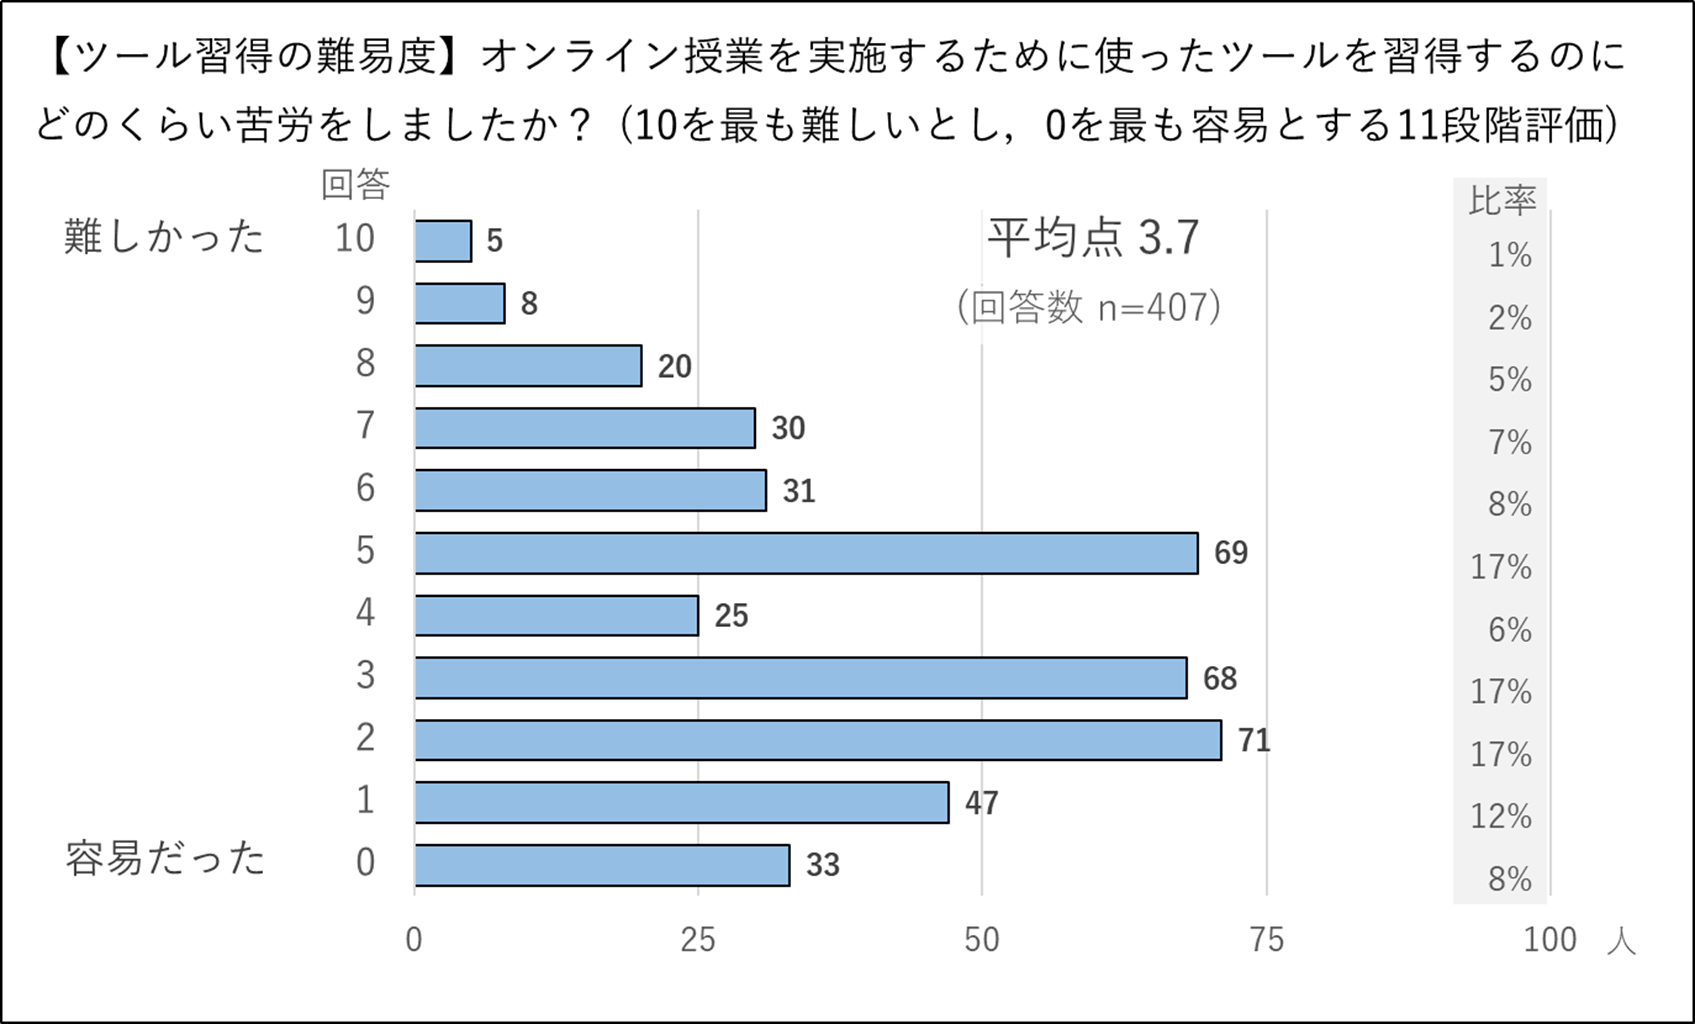 【ツール習得の難易度】オンライン授業を実施するために使ったツールを習得するのに
どのくらい苦労をしましたか？（10を最も難しいとし，0を最も容易とする11段階評価）
回答 比率
難しかった 10 5 平均点 3.7 1%
9 8 （回答数 n=407） 2%
8 20 5%
7 30 7%
6 31 8%
5 69 17%
4 25 6%
3 68 17%
2 71 17%
1 47 12%
容易だった 0 33 8%
0 25 50 75 100 人